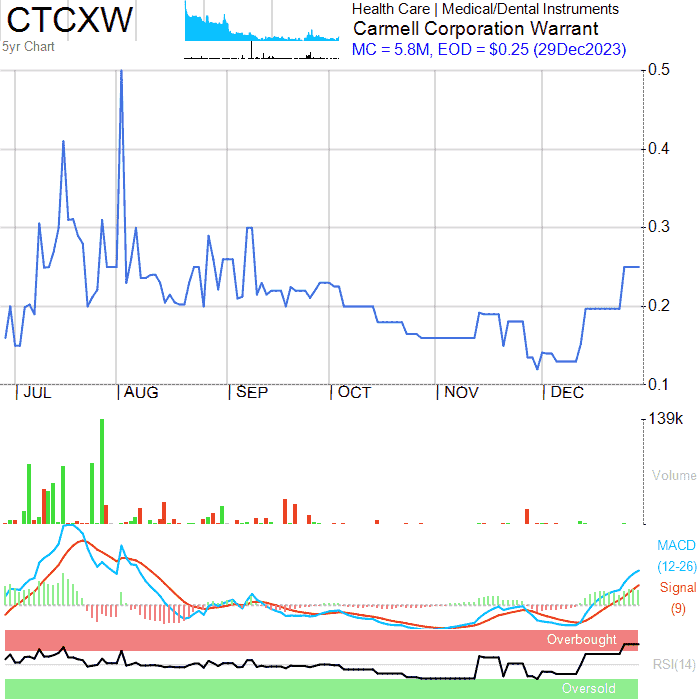 CTCXW
5yr Chart
Health Care | Medical/Dental Instruments
Carmell Corporation Warrant
MC = 5.8M, EOD = $0.25 (29Dec2023)
0.5
0.4
0.3
0.2
0.1
JUL AUG SEP OCT NOV DEC
139k
Volume
MACD
(12-26)
Signal
(9)
Overbought
RSI(14)
Oversold